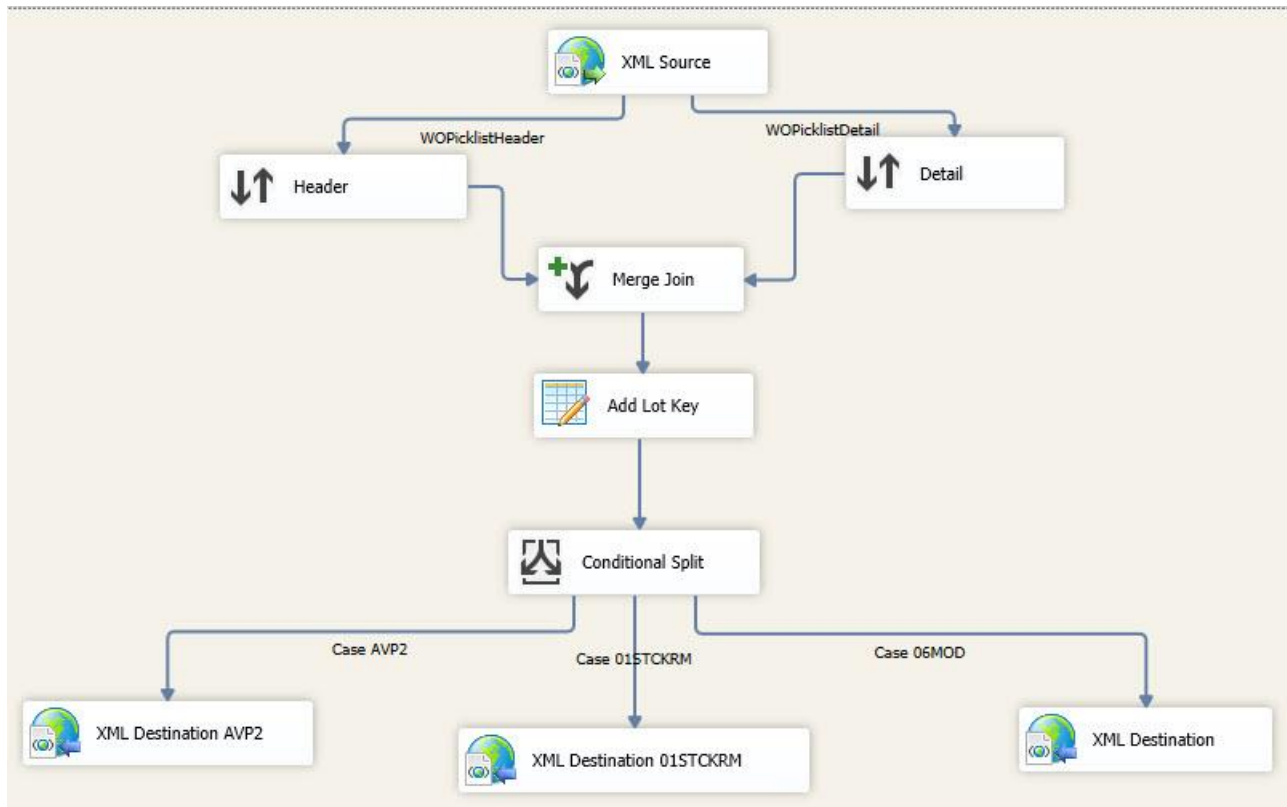 XML Source
WOPicklistHeader
WOPicklistDetail
Header
Detail
Merge Join
Add Lot Key
Conditional Split
Case AVP2
Case 01STCKRM
Case 06MOD
XML Destination AVP2
XML Destination 01STCKRM
XML Destination